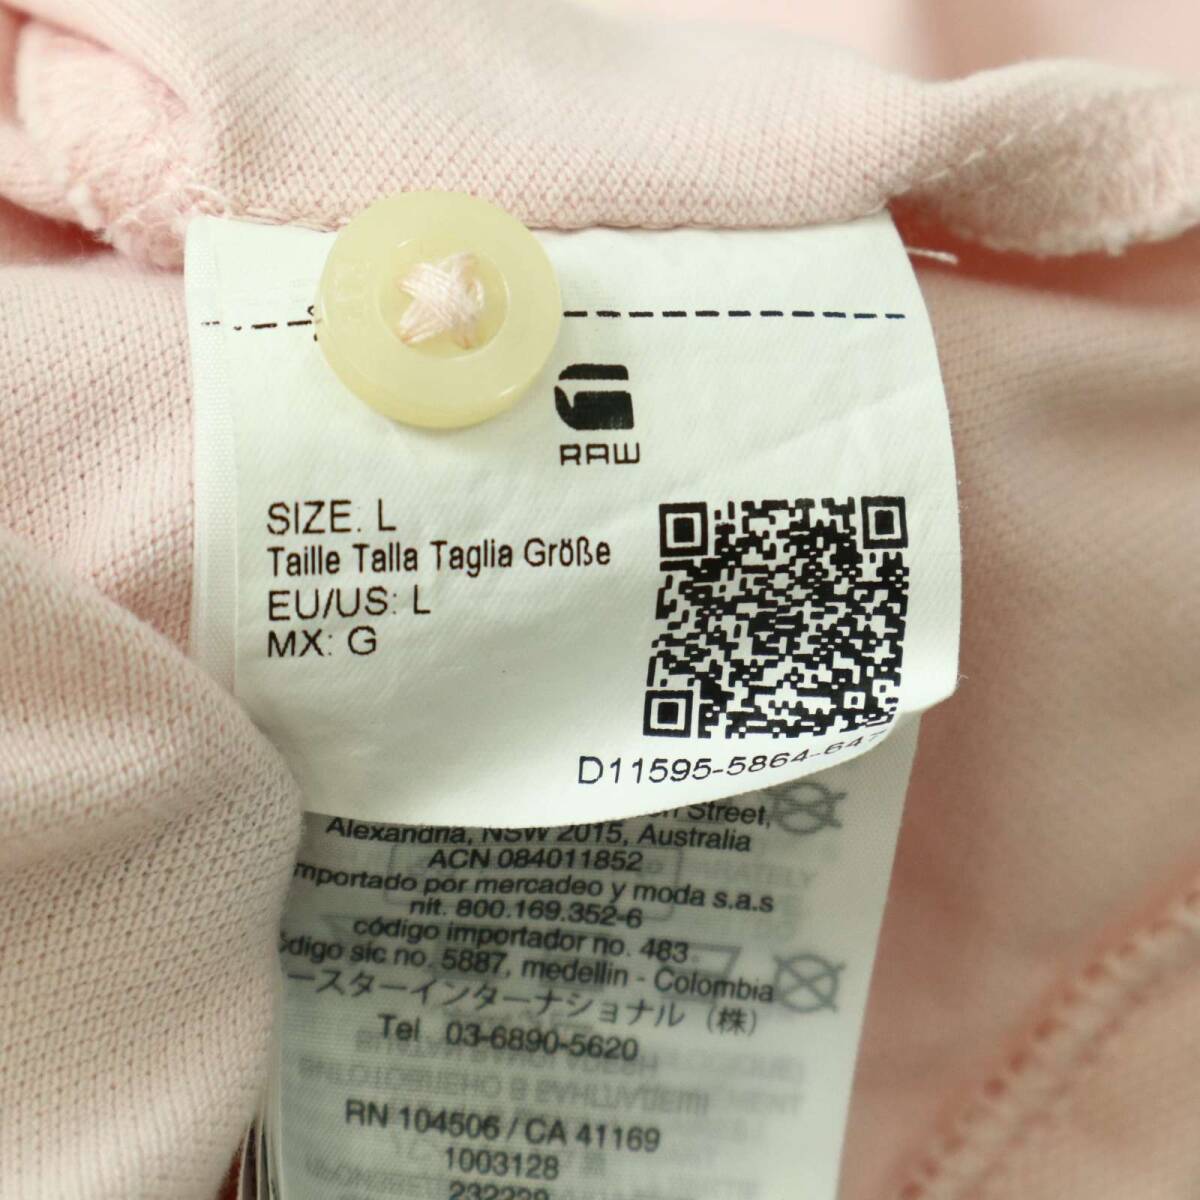 RAW
SIZE: L
Taille Talla Taglia Größe
EU/US: L
MX: G
D11595-5864-647
Street,
Alexandria, NSW 2015, Australia
ACN 084011852
mportado por mercadeo y moda s.a.s
nit. 800.169.352-6
código importador no. 483
ódigo sic no. 5887, medellin - Colombia
ースターインターナショナル（株）
Tel 03-6890-5620
RN 104506 / CA 41169
1003128
232229